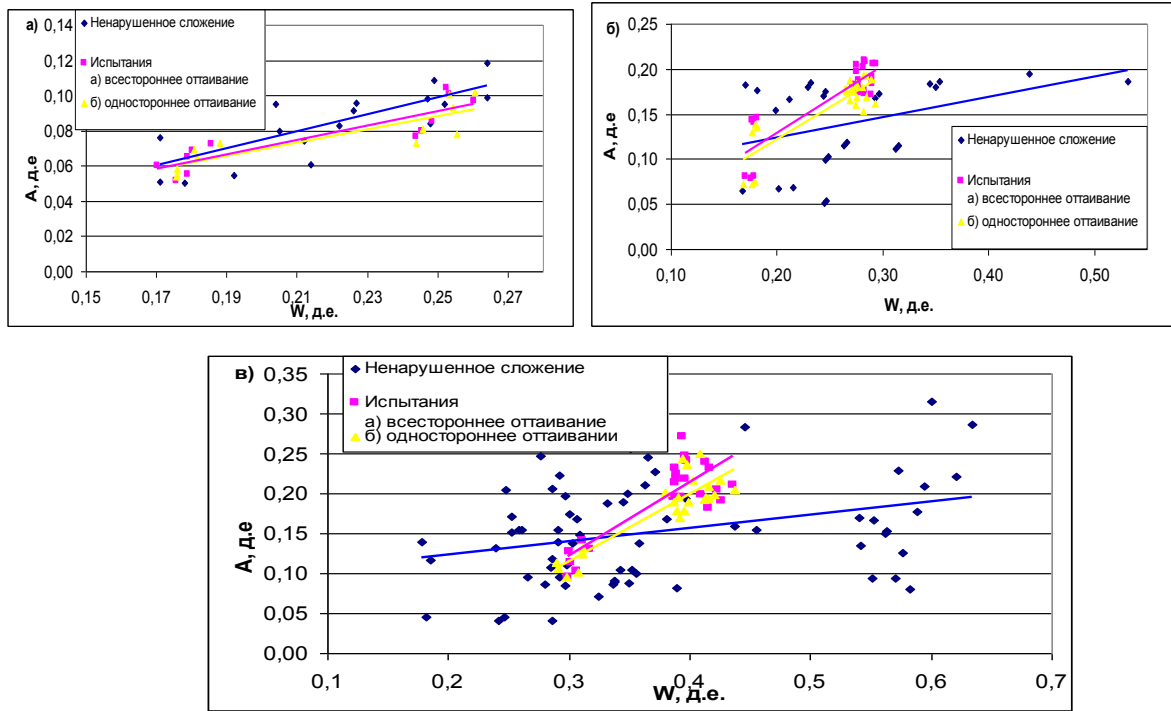 а)
0,14
0,12
0,10
0,08
0,06
0,04
0,02
0,00
А, д.е
Ненарушенное сложение
Испытания
а) всестороннее оттаивание
б) одностороннее оттаивание
0,15 0,17 0,19 0,21 0,23 0,25 0,27
W, д.е.
б)
0,25
0,20
0,15
0,10
0,05
0,00
А, д.е
Ненарушенное сложение
Испытания
а) всестороннее оттаивание
б) одностороннее оттаивание
0,10 0,20 0,30 0,40 0,50
W, д.е.
в)
0,35
0,30
0,25
0,20
0,15
0,10
0,05
0,00
А, д.е
Ненарушенное сложение
Испытания
а) всестороннее оттаивание
б) одностороннее оттаивании
0,1 0,2 0,3 0,4 0,5 0,6 0,7
W, д.е.